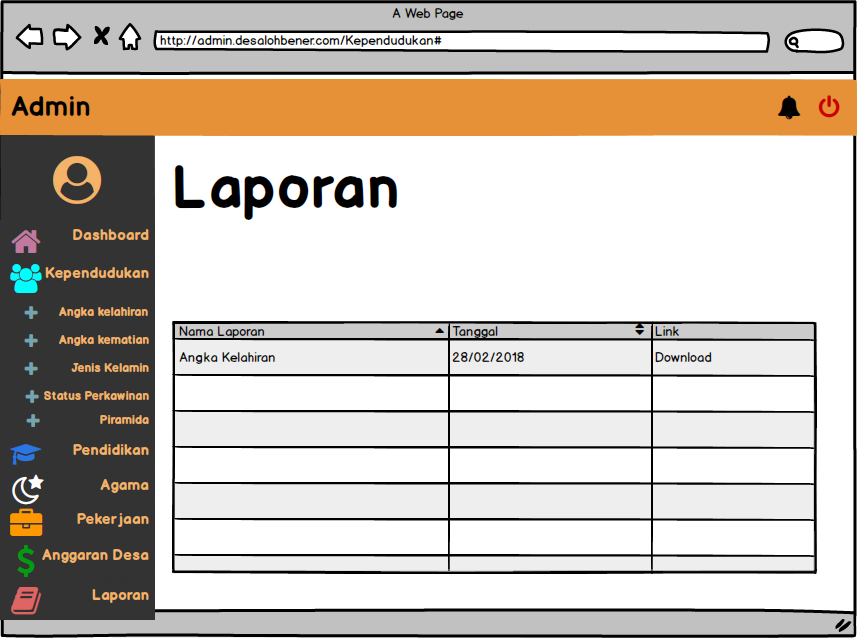 A Web Page
http://admin.desalohbener.com/Kependudukan#
Admin
Laporan
Dashboard
Kependudukan
Angka kelahiran
Angka kematian
Jenis Kelamin
Status Perkawinan
Piramida
Pendidikan
Agama
Pekerjaan
Anggaran Desa
Laporan
Nama Laporan Tanggal Link
Angka Kelahiran 28/02/2018 Download